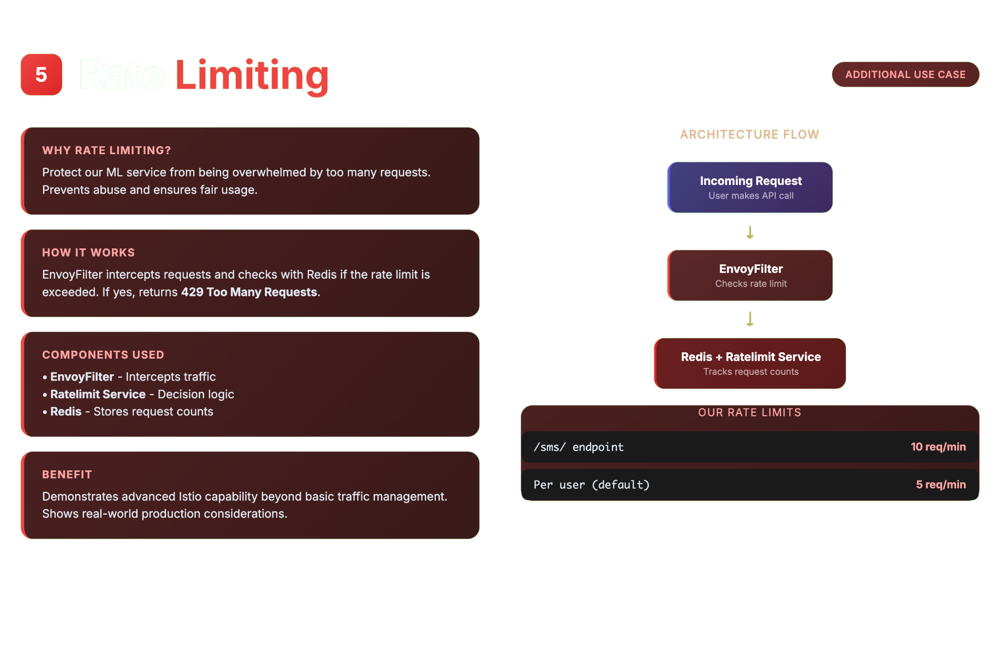 5
Rate Limiting
ADDITIONAL USE CASE
WHY RATE LIMITING?
Protect our ML service from being overwhelmed by too many requests.
Prevents abuse and ensures fair usage.
HOW IT WORKS
EnvoyFilter intercepts requests and checks with Redis if the rate limit is
exceeded. If yes, returns 429 Too Many Requests.
COMPONENTS USED
• EnvoyFilter - Intercepts traffic
• Ratelimit Service - Decision logic
• Redis - Stores request counts
BENEFIT
Demonstrates advanced Istio capability beyond basic traffic management.
Shows real-world production considerations.
ARCHITECTURE FLOW
Incoming Request
User makes API call
↓
EnvoyFilter
Checks rate limit
↓
Redis + Ratelimit Service
Tracks request counts
OUR RATE LIMITS
/sms/ endpoint 10 req/min
Per user (default) 5 req/min